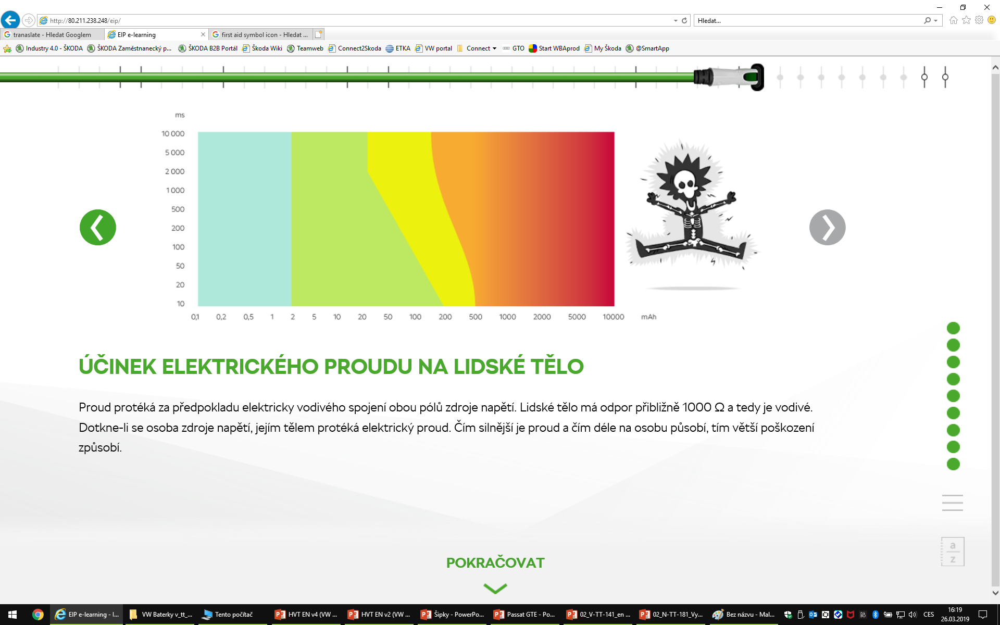 http://80.211.238.248/eip/
Hledat...
tranaslate - Hledat Googlem
EIP e-learning
first aid symbol icon - Hledat ...
Industry 4.0 - ŠKODA
ŠKODA Zaměstnanecký p...
ŠKODA B2B Portál
Škoda Wiki
Teamweb
Connect2Skoda
ETKA
VW portal
Connect
GTO
Start WBAprod
My Škoda
@SmartApp
ms
10 000
5 000
2 000
1 000
500
200
100
50
20
10
0,1 0,2 0,5 1 2 5 10 20 50 100 200 500 1000 2000 5000 10000 mAh
ÚČINEK ELEKTRICKÉHO PROUDU NA LIDSKÉ TĚLO
Proud protéká za předpokladu elektricky vodivého spojení obou pólů zdroje napětí. Lidské tělo má odpor přibližně 1000 Ω a tedy je vodivé.
Dotkne-li se osoba zdroje napětí, jejím tělem protéká elektrický proud. Čím silnější je proud a čím déle na osobu působí, tím větší poškození
způsobí.
a
z
POKRAČOVAT
EIP e-learning - I...
VW Baterky v_tt_...
Tento počítač
HVT EN v4 (VW ...
HVT EN v2 (VW ...
Šipky - PowerPo...
Passat GTE - Po...
02_V-TT-141_en ...
02_N-TT-181_Vy...
Bez názvu - Mal...
CES
16:19
26.03.2019